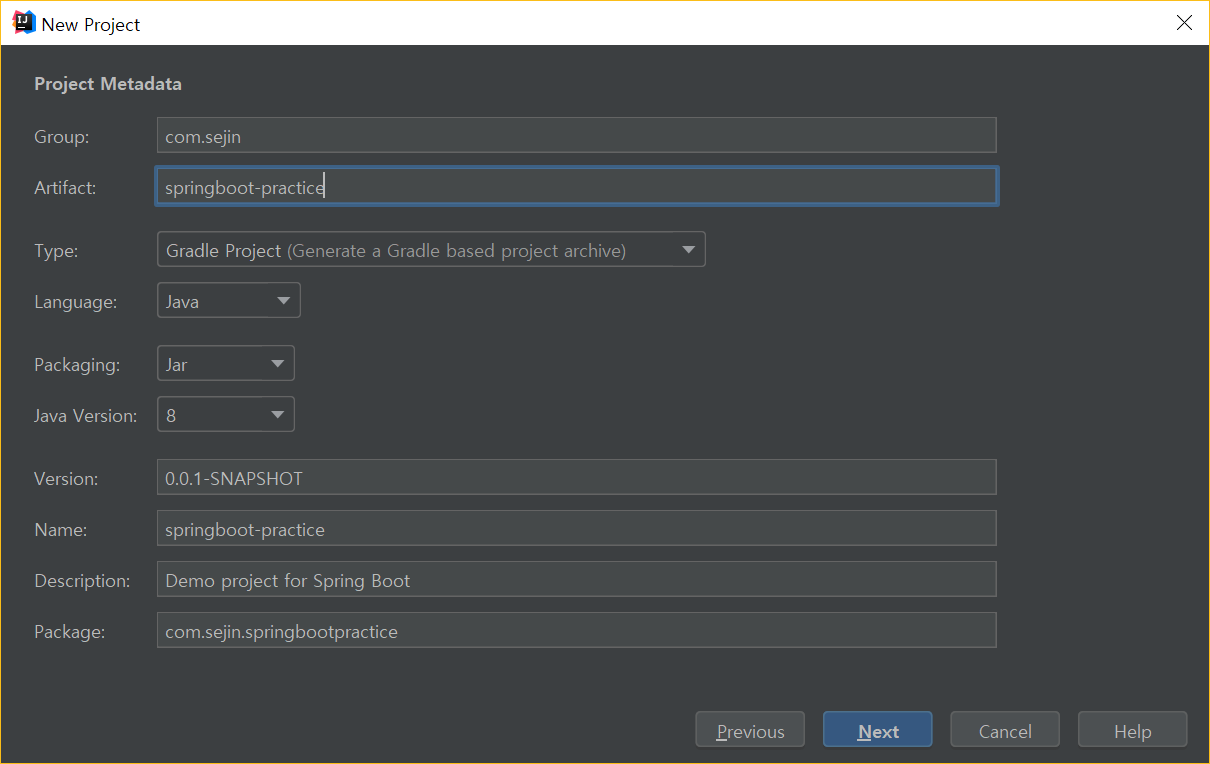 IJ New Project
Project Metadata
Group: com.sejin
Artifact: springboot-practice
Type: Gradle Project (Generate a Gradle based project archive)
Language: Java
Packaging: Jar
Java Version: 8
Version: 0.0.1-SNAPSHOT
Name: springboot-practice
Description: Demo project for Spring Boot
Package: com.sejin.springbootpractice
Previous Next Cancel Help